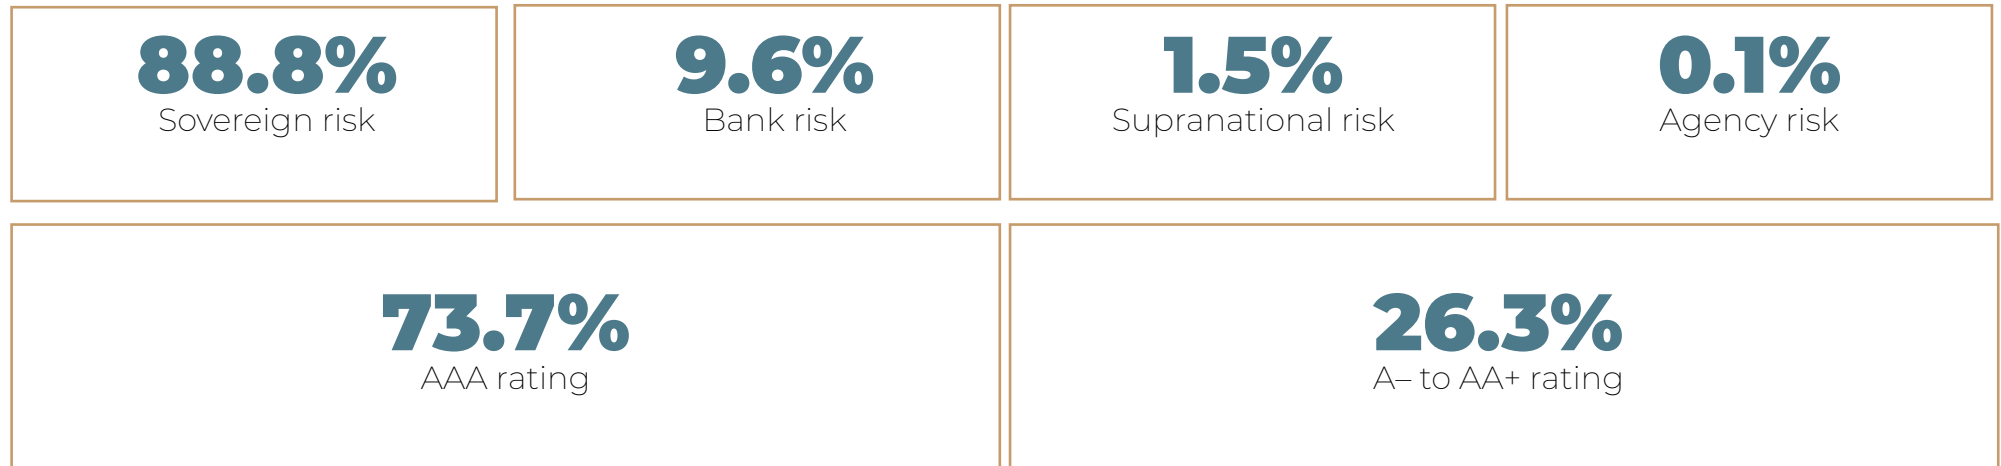 88.8%
Sovereign risk
9.6%
Bank risk
1.5%
Supranational risk
0.1%
Agency risk
73.7%
AAA rating
26.3%
A– to AA+ rating